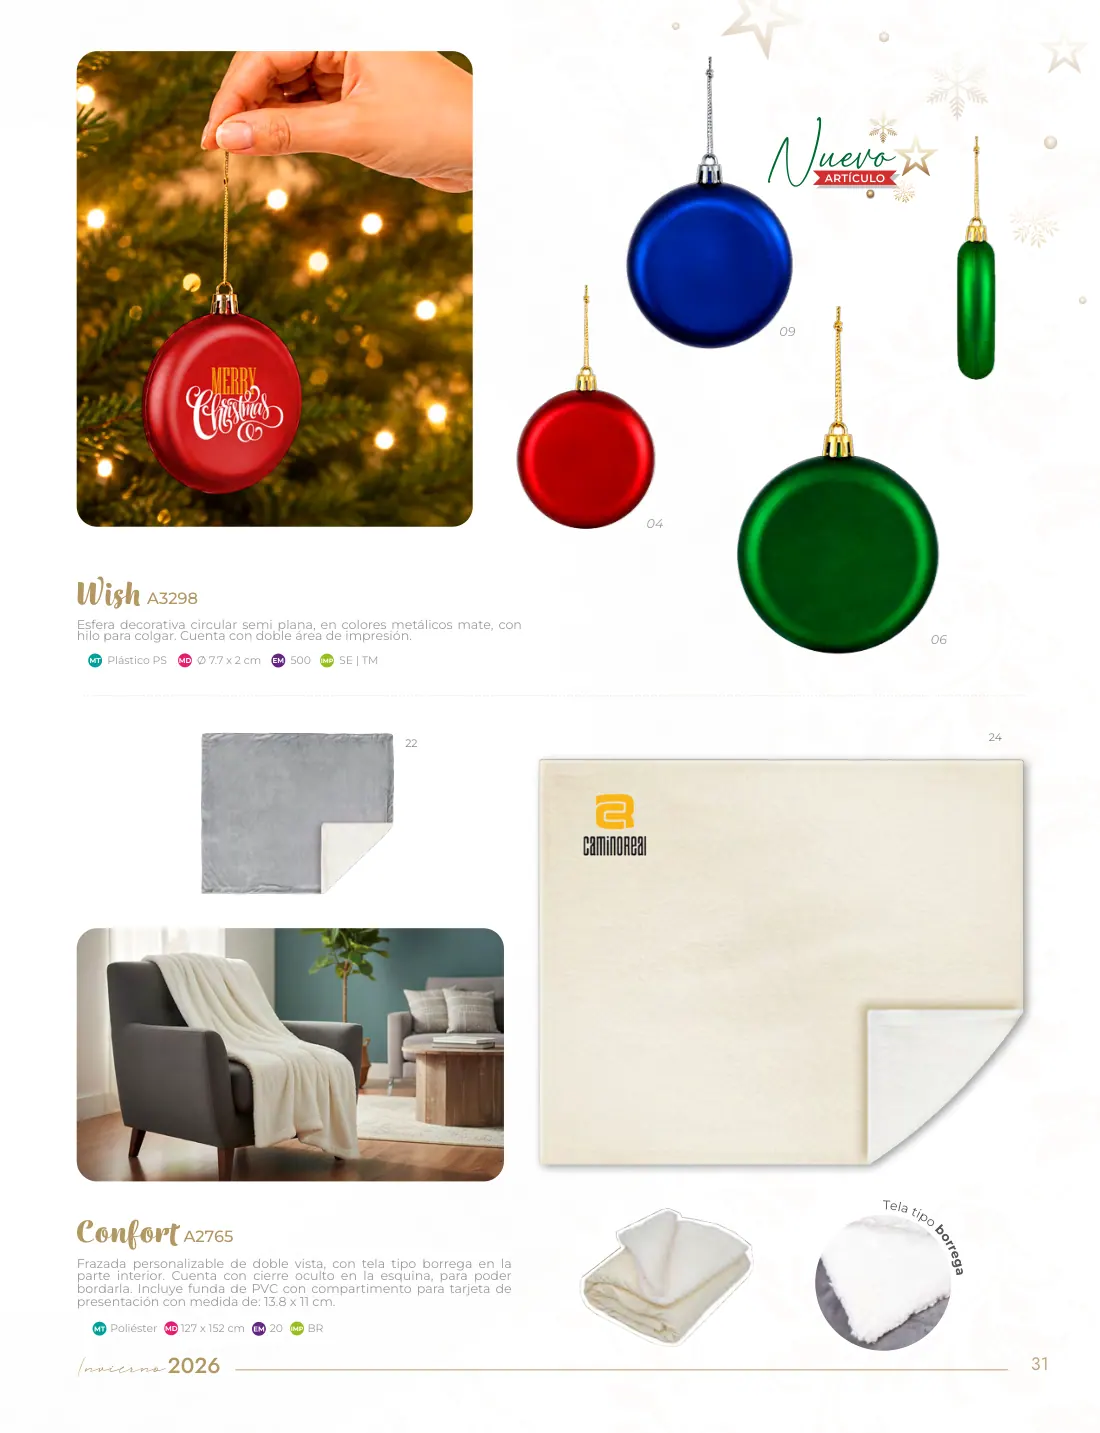 Nuevo
ARTÍCULO
MERRY
Christmas
09
04
06
Wish A3298
Esfera decorativa circular semi plana, en colores metálicos mate, con
hilo para colgar. Cuenta con doble área de impresión.
MT Plástico PS MD Ø 7.7 x 2 cm EM 500 IMP SE | TM
22
24
CAMINOREAL
Tela tipo borrega
Confort A2765
Frazada personalizable de doble vista, con tela tipo borrega en la
parte interior. Cuenta con cierre oculto en la esquina, para poder
bordarla. Incluye funda de PVC con compartimento para tarjeta de
presentación con medida de: 13.8 x 11 cm.
MT Poliéster MD 127 x 152 cm EM 20 IMP BR
Invierno 2026
31